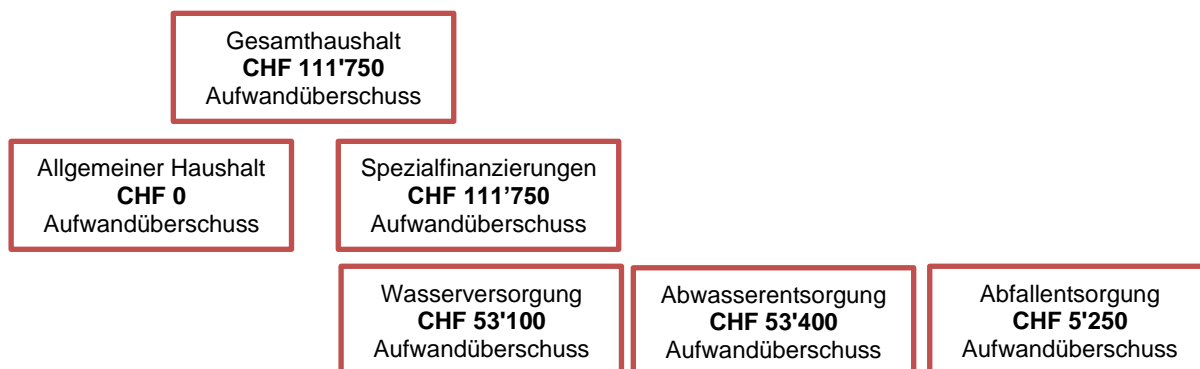 Gesamthaushalt
CHF 111'750
Aufwandüberschuss
Allgemeiner Haushalt
CHF 0
Aufwandüberschuss
Spezialfinanzierungen
CHF 111’750
Aufwandüberschuss
Wasserversorgung
CHF 53'100
Aufwandüberschuss
Abwasserentsorgung
CHF 53'400
Aufwandüberschuss
Abfallentsorgung
CHF 5'250
Aufwandüberschuss